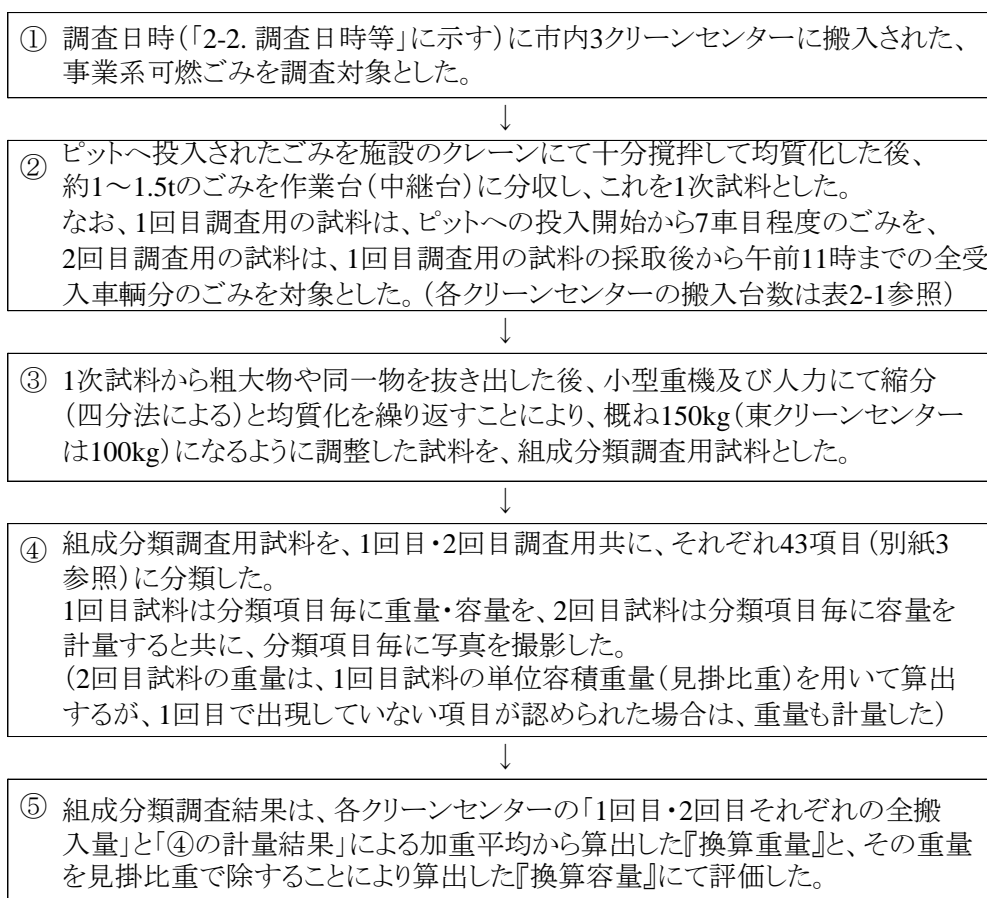 ① 調査日時(「2-2. 調査日時等」に示す)に市内3クリーンセンターに搬入された、
事業系可燃ごみを調査対象とした。
↓
② ピットへ投入されたごみを施設のクレーンにて十分撹拌して均質化した後、
約1～1.5tのごみを作業台(中継台)に分収し、これを1次試料とした。
なお、1回目調査用の試料は、ピットへの投入開始から7車目程度のごみを、
2回目調査用の試料は、1回目調査用の試料の採取後から午前11時までの全受
入車輌分のごみを対象とした。(各クリーンセンターの搬入台数は表2-1参照)
↓
③ 1次試料から粗大物や同一物を抜き出した後、小型重機及び人力にて縮分
(四分法による)と均質化を繰り返すことにより、概ね150kg(東クリーンセンター
は100kg)になるように調整した試料を、組成分類調査用試料とした。
↓
④ 組成分類調査用試料を、1回目・2回目調査用共に、それぞれ43項目(別紙3
参照)に分類した。
1回目試料は分類項目毎に重量・容量を、2回目試料は分類項目毎に容量を
計量すると共に、分類項目毎に写真を撮影した。
(2回目試料の重量は、1回目試料の単位容積重量(見掛比重)を用いて算出
するが、1回目で出現していない項目が認められた場合は、重量も計量した)
↓
⑤ 組成分類調査結果は、各クリーンセンターの「1回目・2回目それぞれの全搬
入量」と「④の計量結果」による加重平均から算出した『換算重量』と、その重量
を見掛比重で除することにより算出した『換算容量』にて評価した。